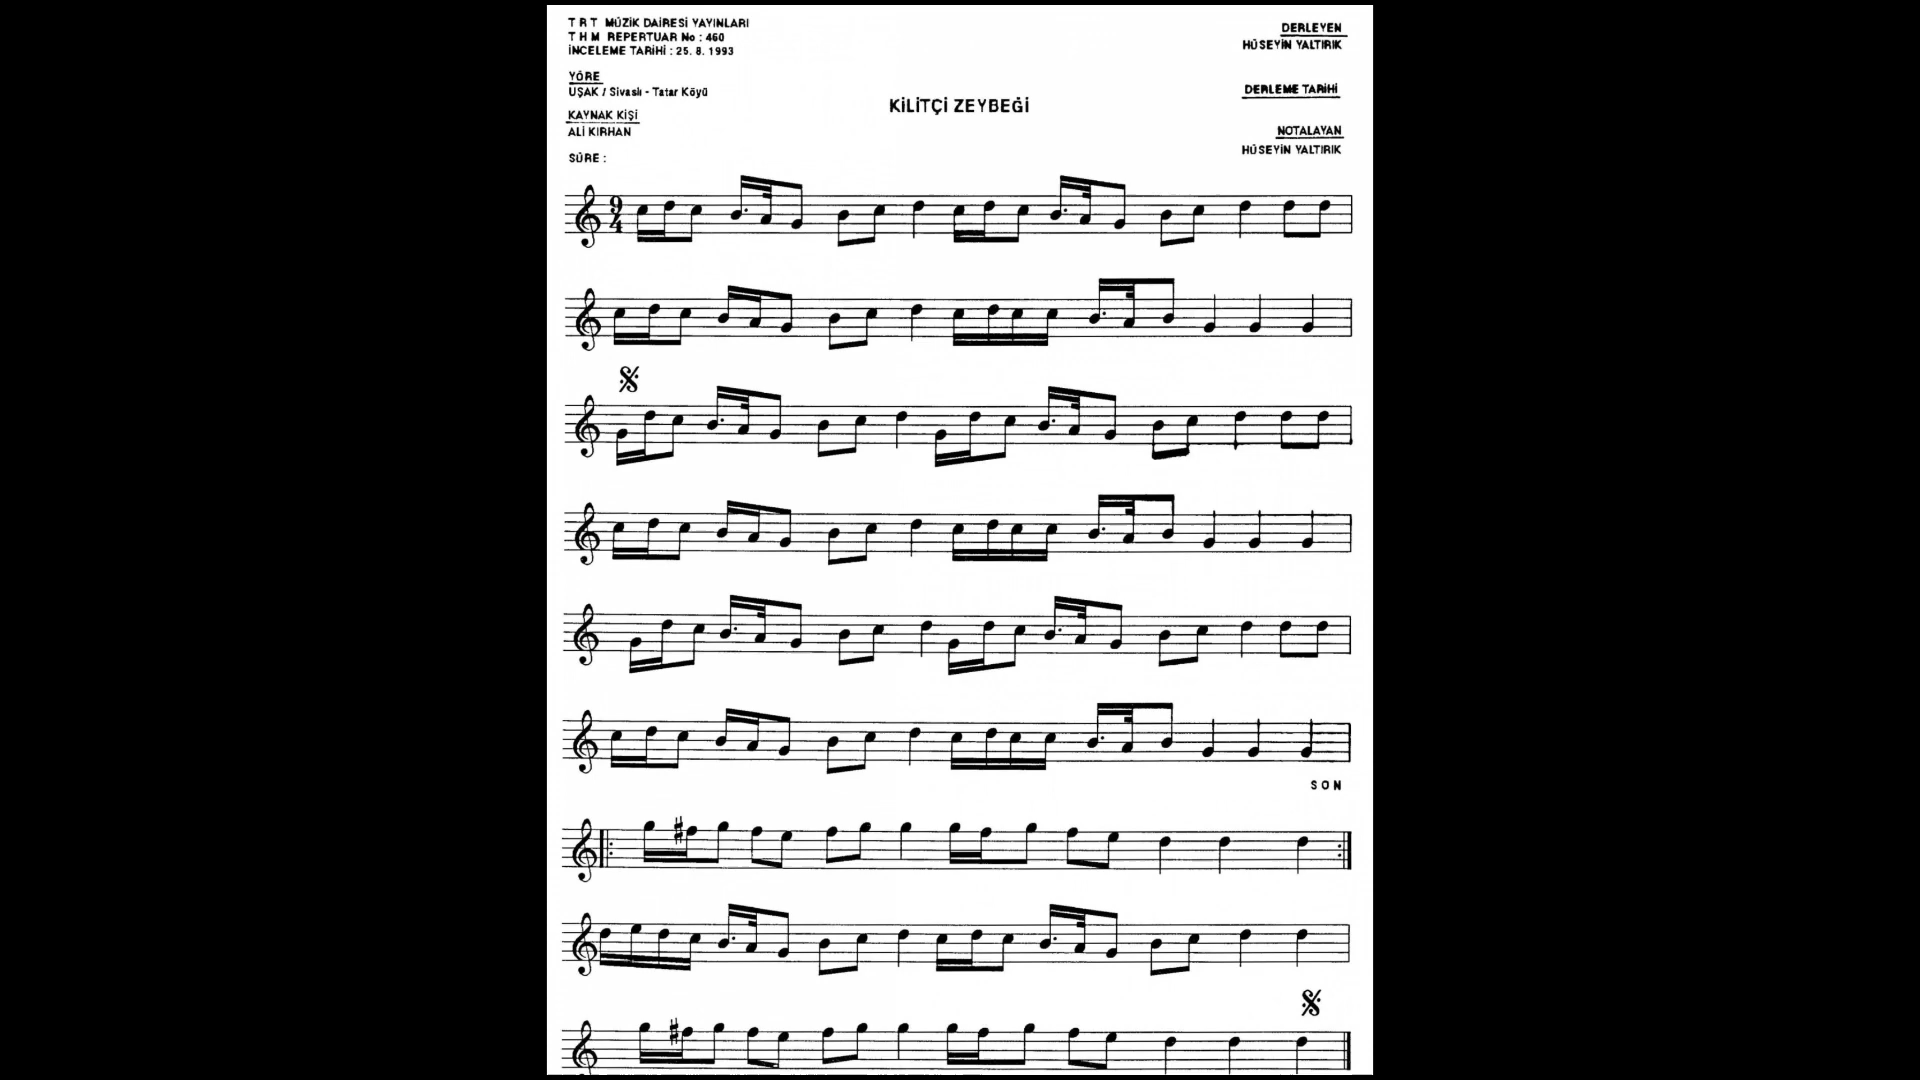 T R T MÜZİK DAİRESİ YAYINLARI
T H M REPERTUAR No : 460
İNCELEME TARİHİ : 25. 8. 1993
YÖRE
UŞAK / Sivaslı - Tatar Köyü
KAYNAK KİŞİ
ALİ KIRHAN
SÜRE :
KİLİTÇİ ZEYBEĞİ
DERLEYEN
HÜSEYİN YALTIRIK
DERLEME TARİHİ
NOTALAYAN
HÜSEYİN YALTIRIK
9
4
S O N